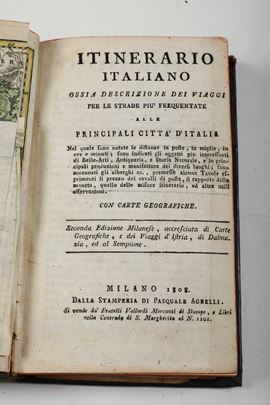 ITINERARIO
ITALIANO
OSSIA DESCRIZIONE DEI VIAGGI
PER LE STRADE PIU' FREQUENTATE
ALLE
PRINCIPALI CITTA' D'ITALIA
Nel quale sono notate le distanze in poste, in miglia, in
ore e minuti; sono indicati gli oggetti più interessanti
di Belle-Arti, Antiquaria, e Storia Naturale, e le princi-
cipali produzioni e manifatture dei diversi luoghi; sono
accennati gli alberghi ec., premesse alcune Tavole es-
primenti il prezzo dei cavalli di posta, il rapporto delle
monete, quello delle misure itinerarie, ed altre utili
osservazioni.
CON CARTE GEOGRAFICHE.
Seconda Edizione Milanese, accresciuta di Carte
Geografiche, e dei Viaggi d'Istria, di Dalma-
zia, ed al Sempione.
MILANO 1808.
DALLA STAMPERIA DI PASQUALE AGNELLI.
Si vende da' Fratelli Vallardi Mercanti di Stampe, e Libri
nella Contrada di S. Margherita al N. 1101.